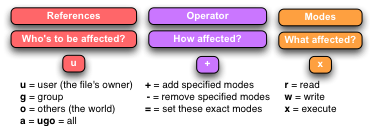 References
Operator
Modes
Who's to be affected?
How affected?
What affected?
u
+
x
u = user (the file's owner)
g = group
o = others (the world)
a = ugo = all
+ = add specified modes
- = remove specified modes
= = set these exact modes
r = read
w = write
x = execute